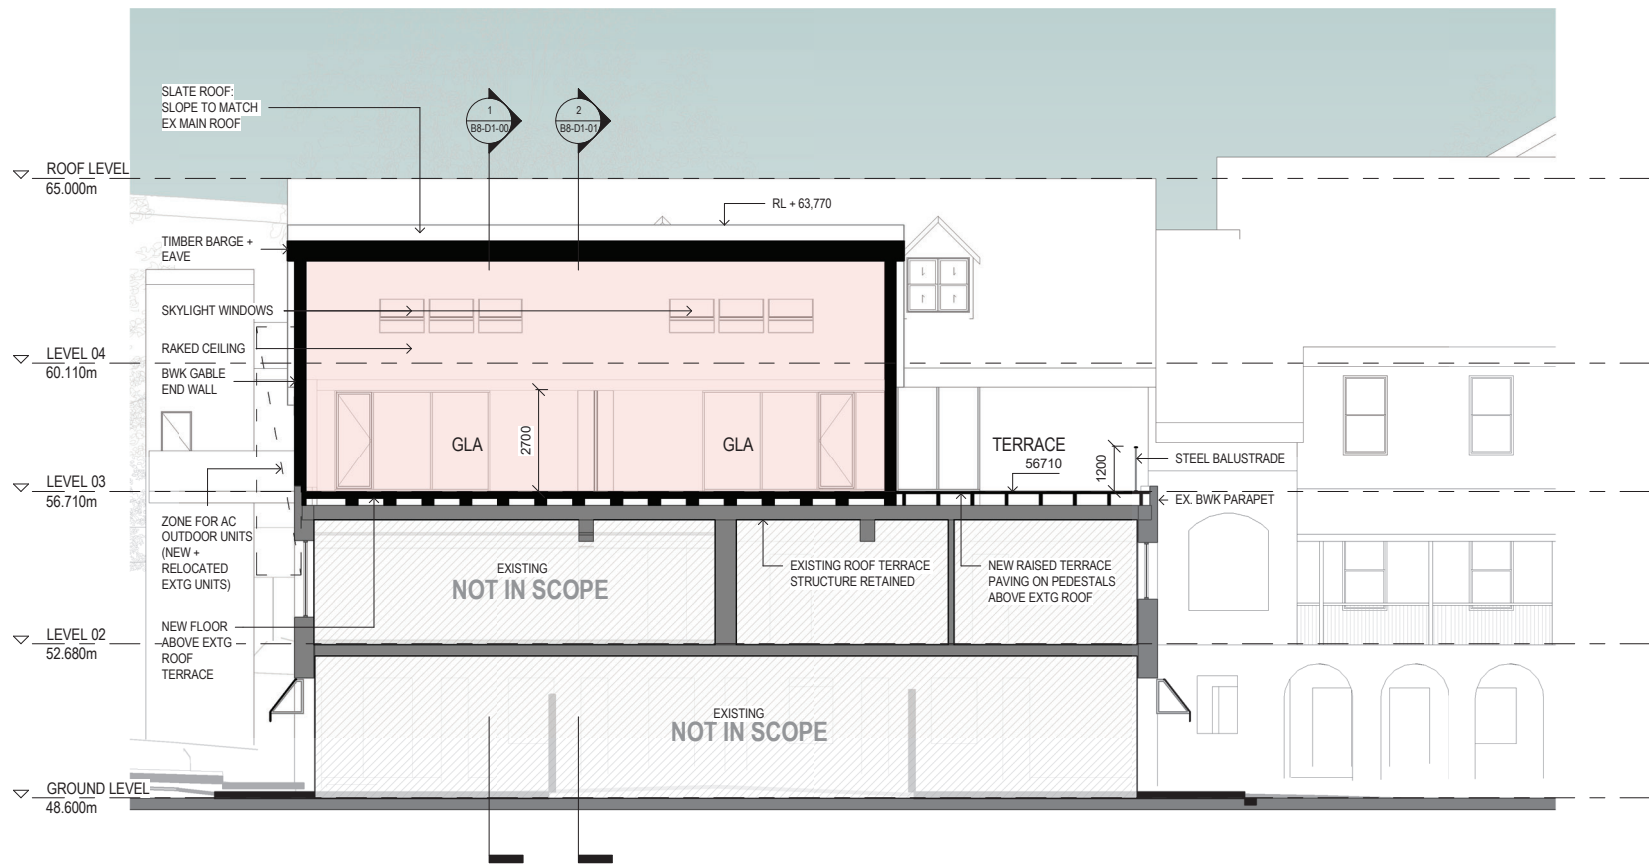 SLATE ROOF:
SLOPE TO MATCH
EX MAIN ROOF
1
B8-D1-00
2
B8-D1-01
ROOF LEVEL
65.000m
RL + 63,770
TIMBER BARGE +
EAVE
SKYLIGHT WINDOWS
RAKED CEILING
LEVEL 04
60.110m
BWK GABLE
END WALL
GLA
2700
GLA
TERRACE
56710
1200
STEEL BALUSTRADE
LEVEL 03
56.710m
EX. BWK PARAPET
ZONE FOR AC
OUTDOOR UNITS
(NEW +
RELOCATED
EXTG UNITS)
EXISTING
NOT IN SCOPE
EXISTING ROOF TERRACE
STRUCTURE RETAINED
NEW RAISED TERRACE
PAVING ON PEDESTALS
ABOVE EXTG ROOF
NEW FLOOR
ABOVE EXTG
ROOF
TERRACE
LEVEL 02
52.680m
EXISTING
NOT IN SCOPE
GROUND LEVEL
48.600m